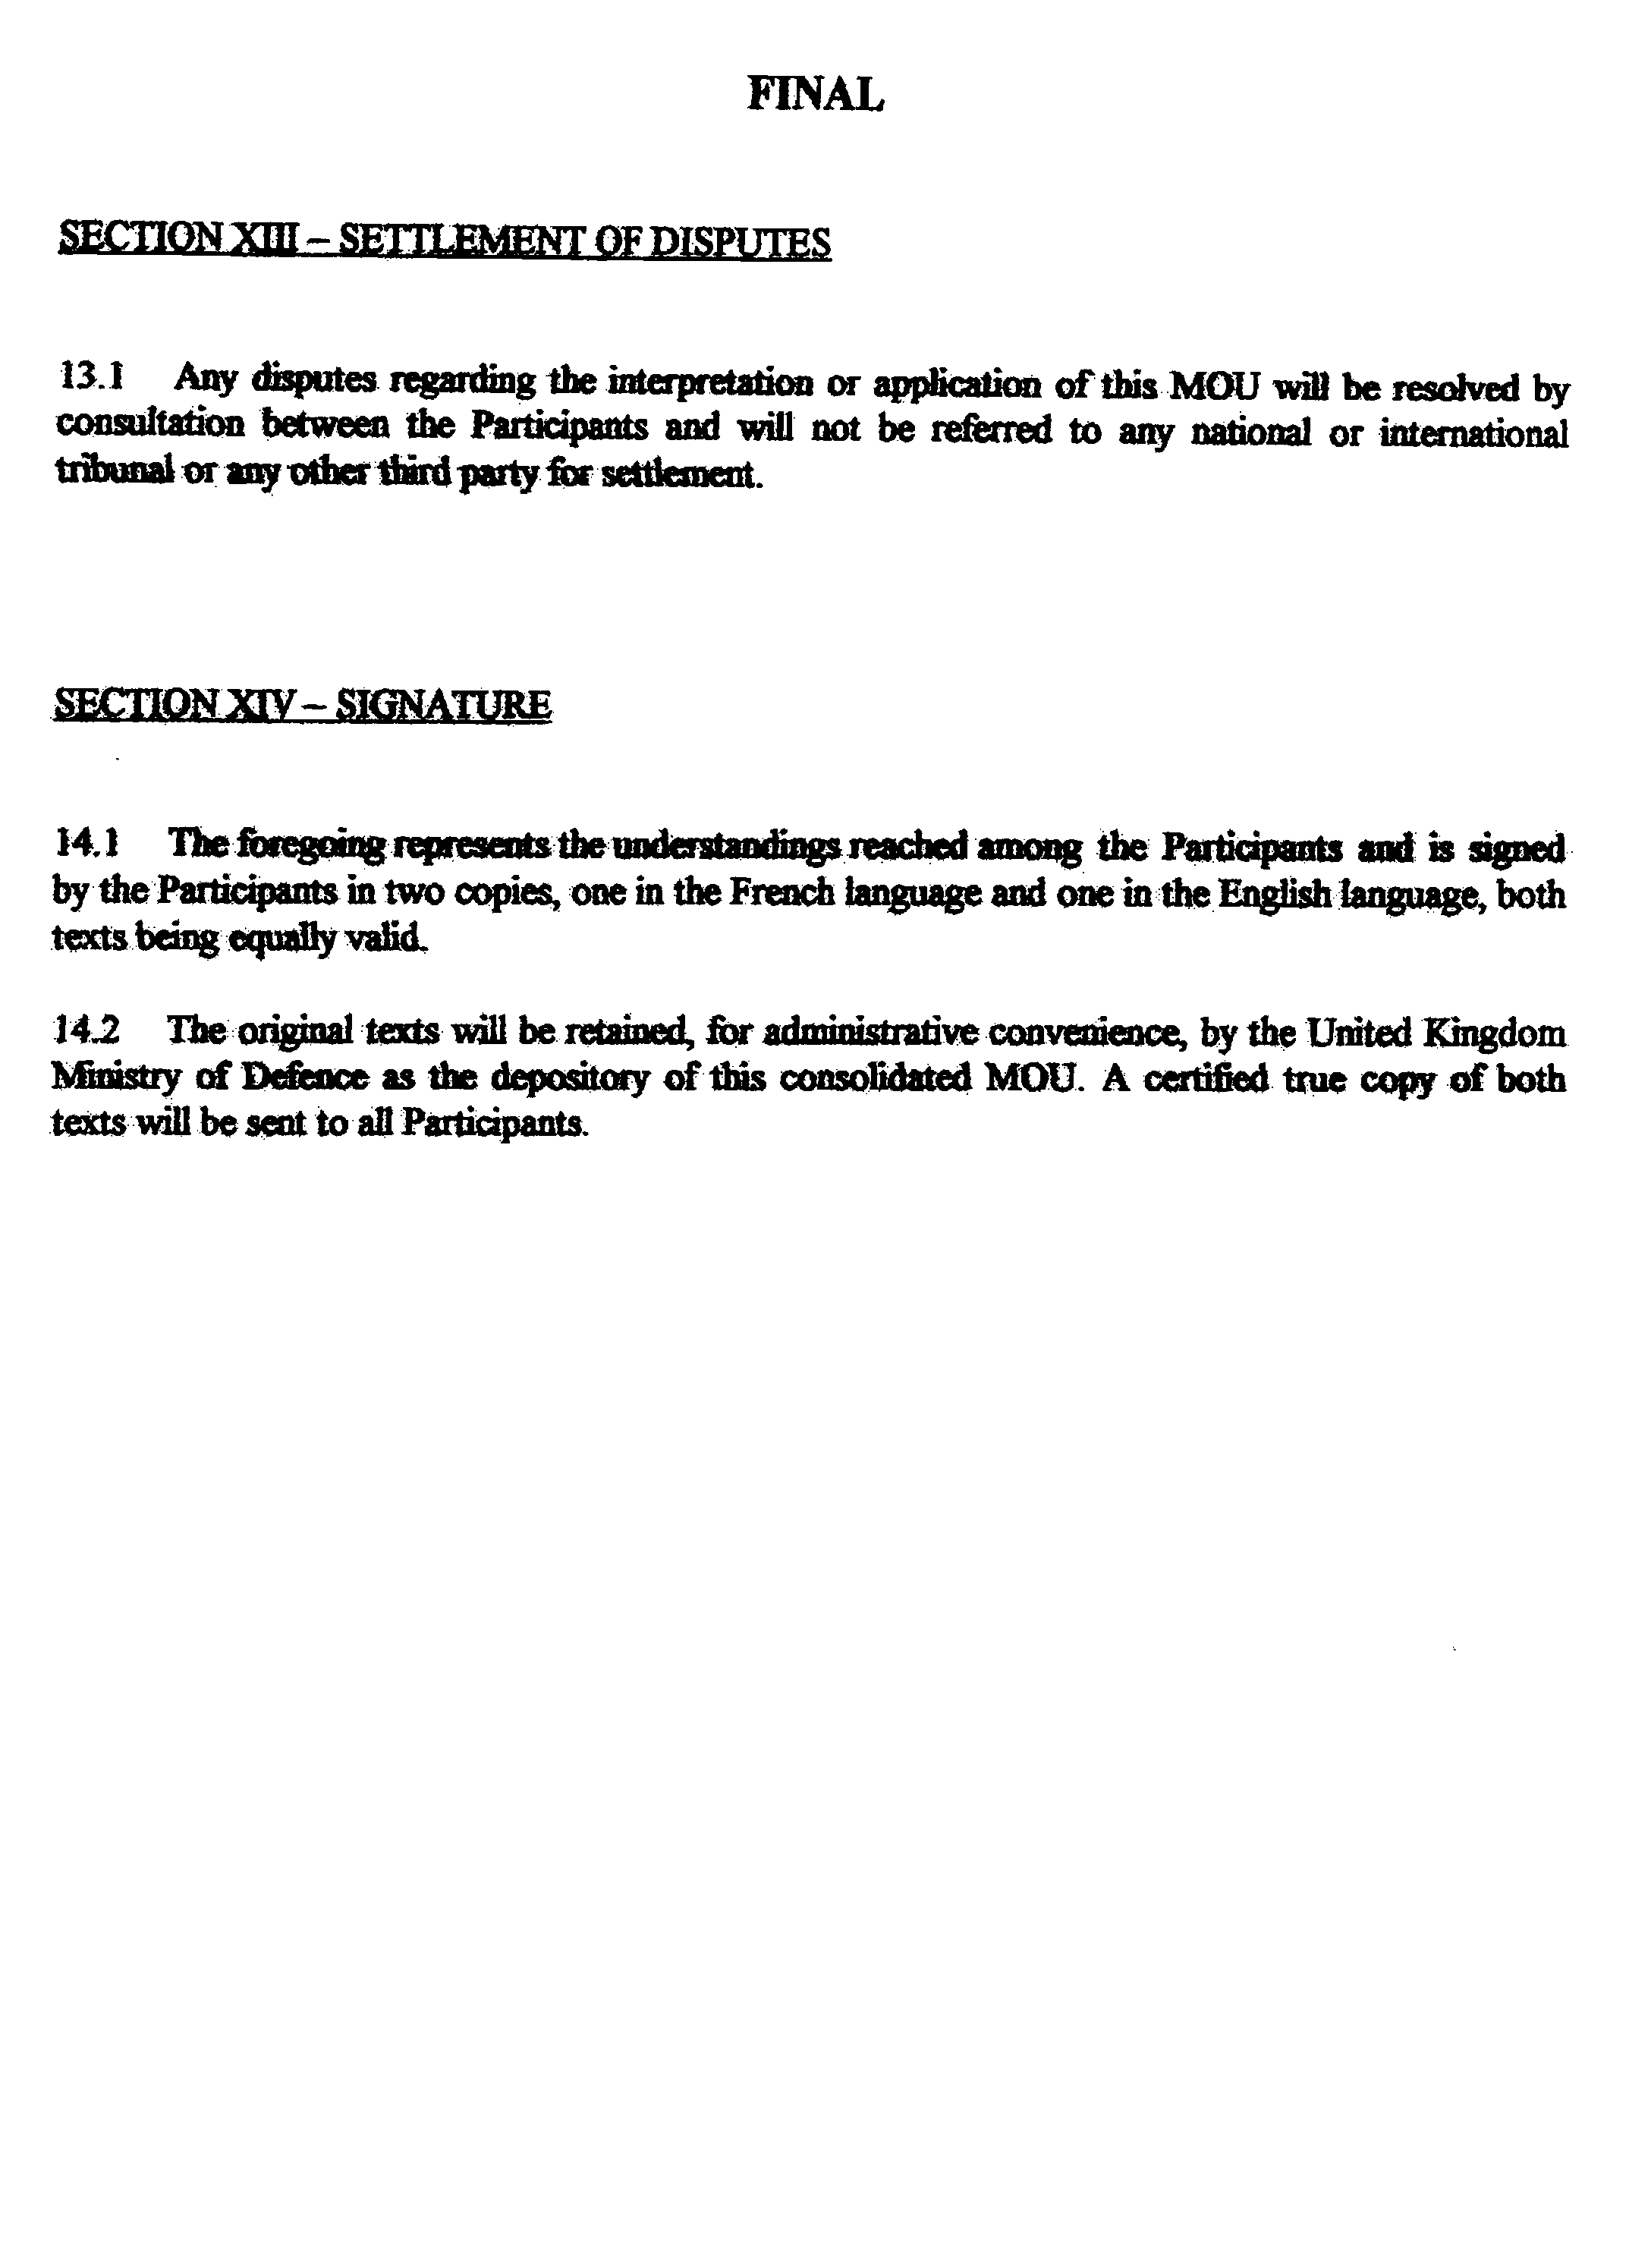 FINAL
SECTION XIII – SETTLEMENT OF DISPUTES
13.1 Any disputes regarding the interpretation or application of this MOU will be resolved by
consultation between the Participants and will not be referred to any national or international
tribunal or any other third party for settlement.
SECTION XIV – SIGNATURE
14.1 The foregoing represents the understandings reached among the Participants and is signed
by the Participants in two copies, one in the French language and one in the English language, both
texts being equally valid.
14.2 The original texts will be retained, for administrative convenience, by the United Kingdom
Ministry of Defence as the depository of this consolidated MOU. A certified true copy of both
texts will be sent to all Participants.